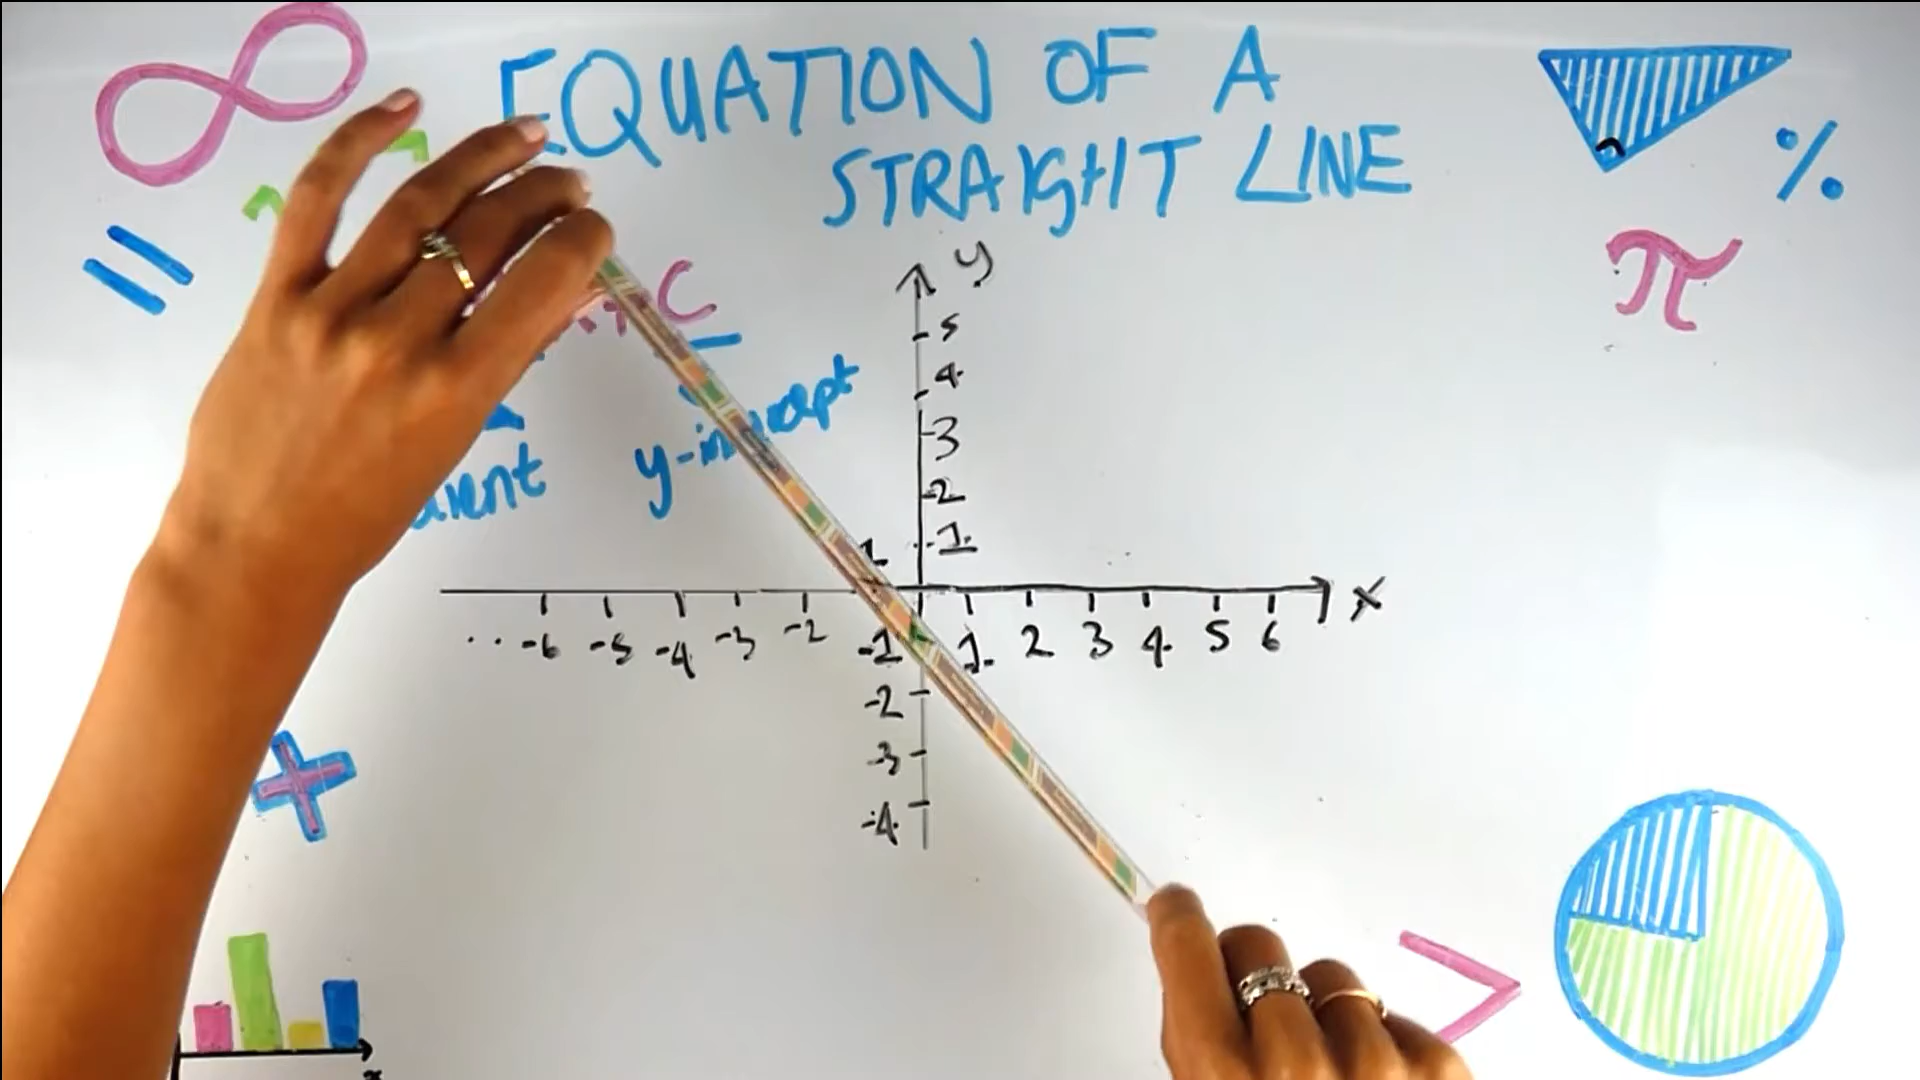 EQUATION OF A
STRAIGHT LINE
∞
=
%
π
+ C
y
5
4
3
2
1
x
-6 -5 -4 -3 -2 -1 1 2 3 4 5 6
-2
-3
-4
+
>
x